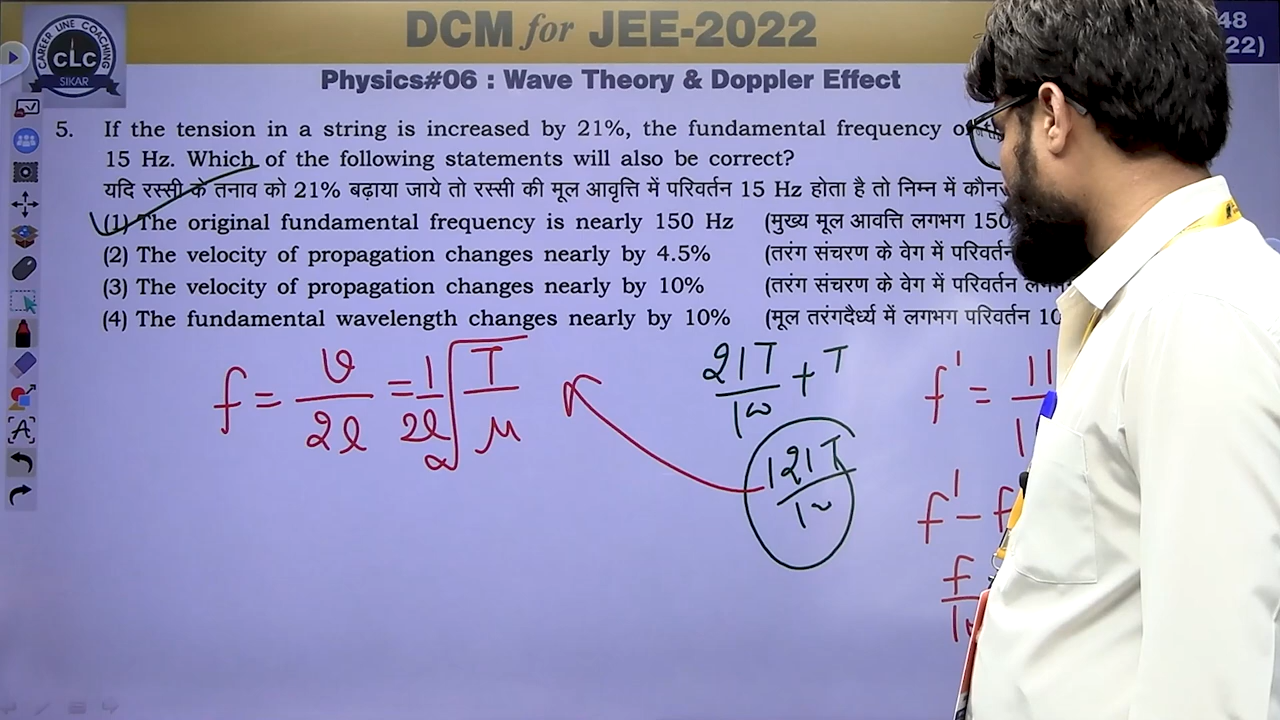 CAREER LINE COACHING
CLC
SIKAR
DCM for JEE-2022
48
22)
Physics#06 : Wave Theory & Doppler Effect
5. If the tension in a string is increased by 21%, the fundamental frequency of
15 Hz. Which of the following statements will also be correct?
यदि रस्सी के तनाव को 21% बढ़ाया जाये तो रस्सी की मूल आवृत्ति में परिवर्तन 15 Hz होता है तो निम्न में
(1) The original fundamental frequency is nearly 150 Hz (मुख्य मूल आवत्ति लगभग 150
(2) The velocity of propagation changes nearly by 4.5% (तरंग संचरण के वेग में परिवर्तन
(3) The velocity of propagation changes nearly by 10% (तरंग संचरण के वेग में परिवर्तन
(4) The fundamental wavelength changes nearly by 10% (मूल तरंगदैर्ध्य में लगभग परिवर्तन 10
f = v/2l = 1/2l √T/μ
21T/100 + T
121T/100
f' = 11
f' - f
f/10